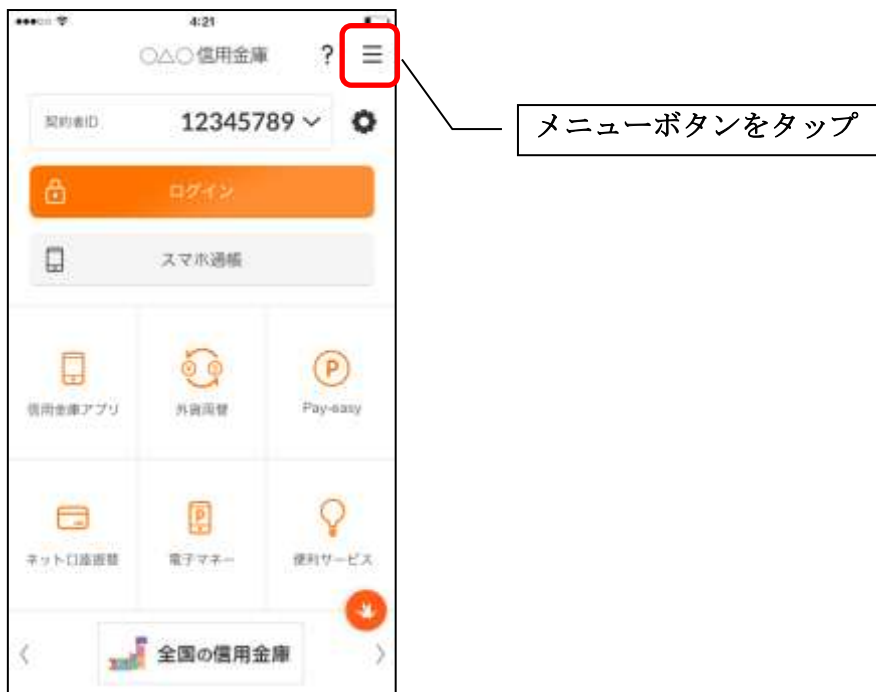 4:21
○△○信用金庫 ?
メニューボタンをタップ
契約者ID 12345789
ログイン
スマホ通帳
信用金庫アプリ 外貨両替 Pay-easy
ネット口座振替 電子マネー 便利サービス
全国の信用金庫